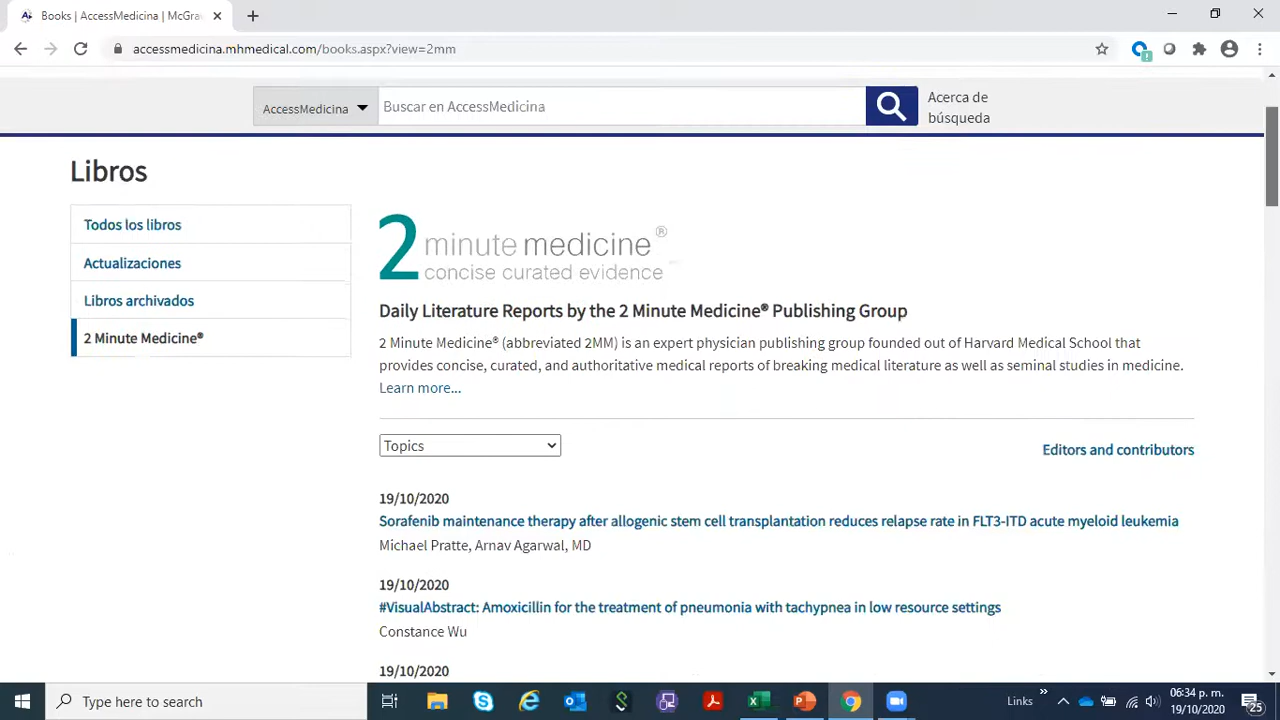 Books | AccessMedicina | McGra
accessmedicina.mhmedical.com/books.aspx?view=2mm
AccessMedicina
Buscar en AccessMedicina
Acerca de
búsqueda
Libros
Todos los libros
Actualizaciones
Libros archivados
2 Minute Medicine®
2 minute medicine®
concise curated evidence
Daily Literature Reports by the 2 Minute Medicine® Publishing Group
2 Minute Medicine® (abbreviated 2MM) is an expert physician publishing group founded out of Harvard Medical School that
provides concise, curated, and authoritative medical reports of breaking medical literature as well as seminal studies in medicine.
Learn more...
Topics
Editors and contributors
19/10/2020
Sorafenib maintenance therapy after allogenic stem cell transplantation reduces relapse rate in FLT3-ITD acute myeloid leukemia
Michael Pratte, Arnav Agarwal, MD
19/10/2020
#VisualAbstract: Amoxicillin for the treatment of pneumonia with tachypnea in low resource settings
Constance Wu
19/10/2020
Type here to search
Links
06:34 p. m.
19/10/2020
25